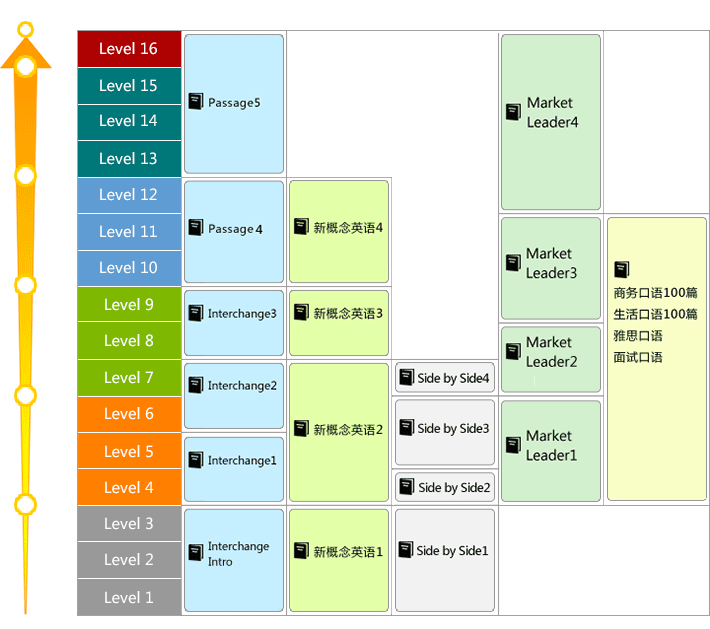 Level 16
Level 15
Level 14
Level 13
Level 12
Level 11
Level 10
Level 9
Level 8
Level 7
Level 6
Level 5
Level 4
Level 3
Level 2
Level 1
Passage5
Passage4
Interchange3
Interchange2
Interchange1
Interchange
Intro
新概念英语4
新概念英语3
新概念英语2
新概念英语1
Side by Side4
Side by Side3
Side by Side2
Side by Side1
Market
Leader4
Market
Leader3
Market
Leader2
Market
Leader1
商务口语100篇
生活口语100篇
雅思口语
面试口语